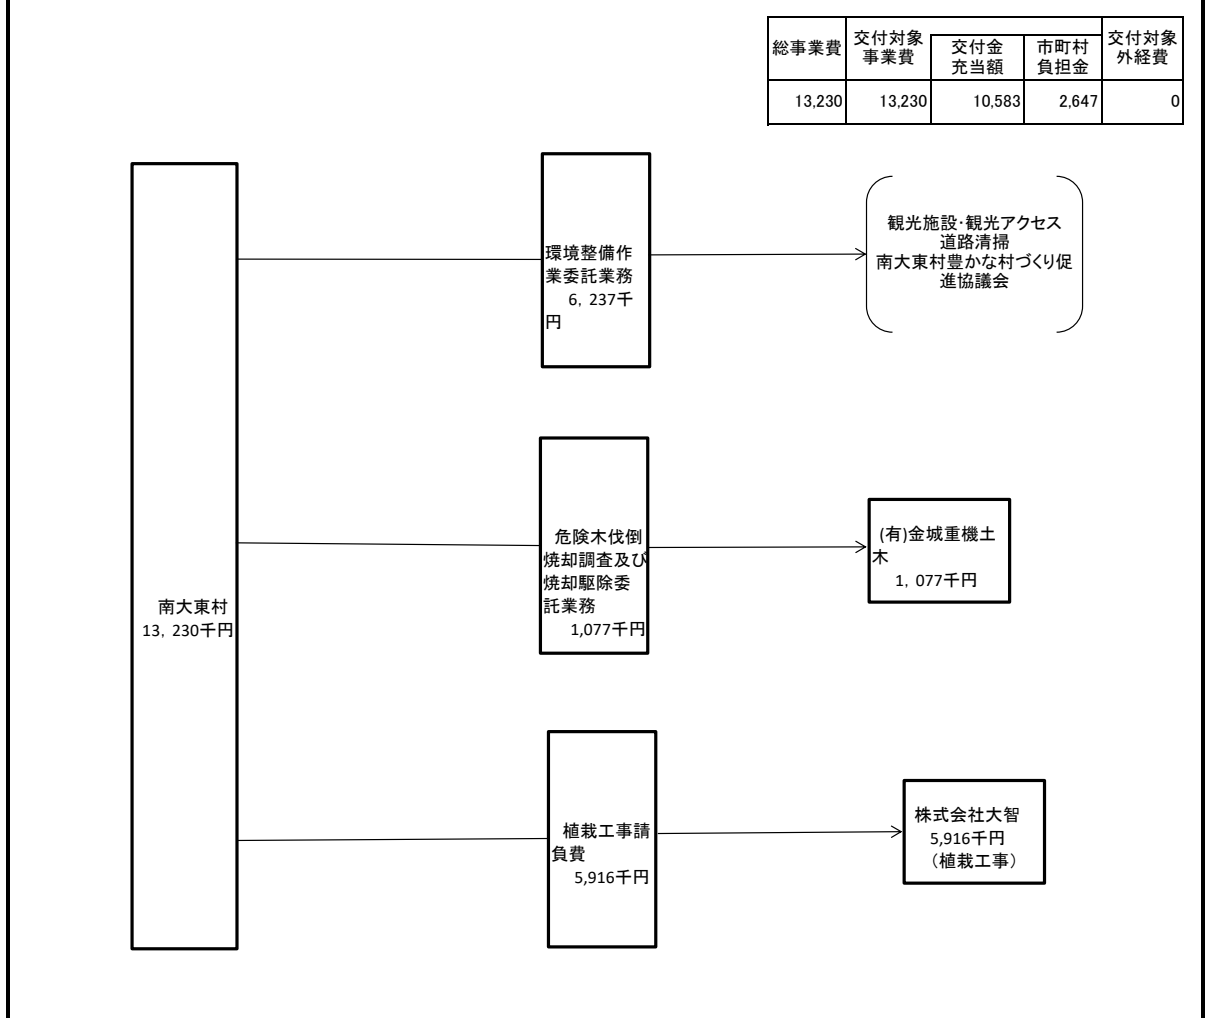 総事業費
交付対象
事業費
交付金
充当額
市町村
負担金
交付対象
外経費
13,230
13,230
10,583
2,647
0
環境整備作
業委託業務
6，237千
円
観光施設・観光アクセス
道路清掃
南大東村豊かな村づくり促
進協議会
南大東村
13，230千円
危険木伐倒
焼却調査及び
焼却駆除委
託業務
1,077千円
(有)金城重機土
木
1，077千円
植栽工事請
負費
5,916千円
株式会社大智
5,916千円
（植栽工事）